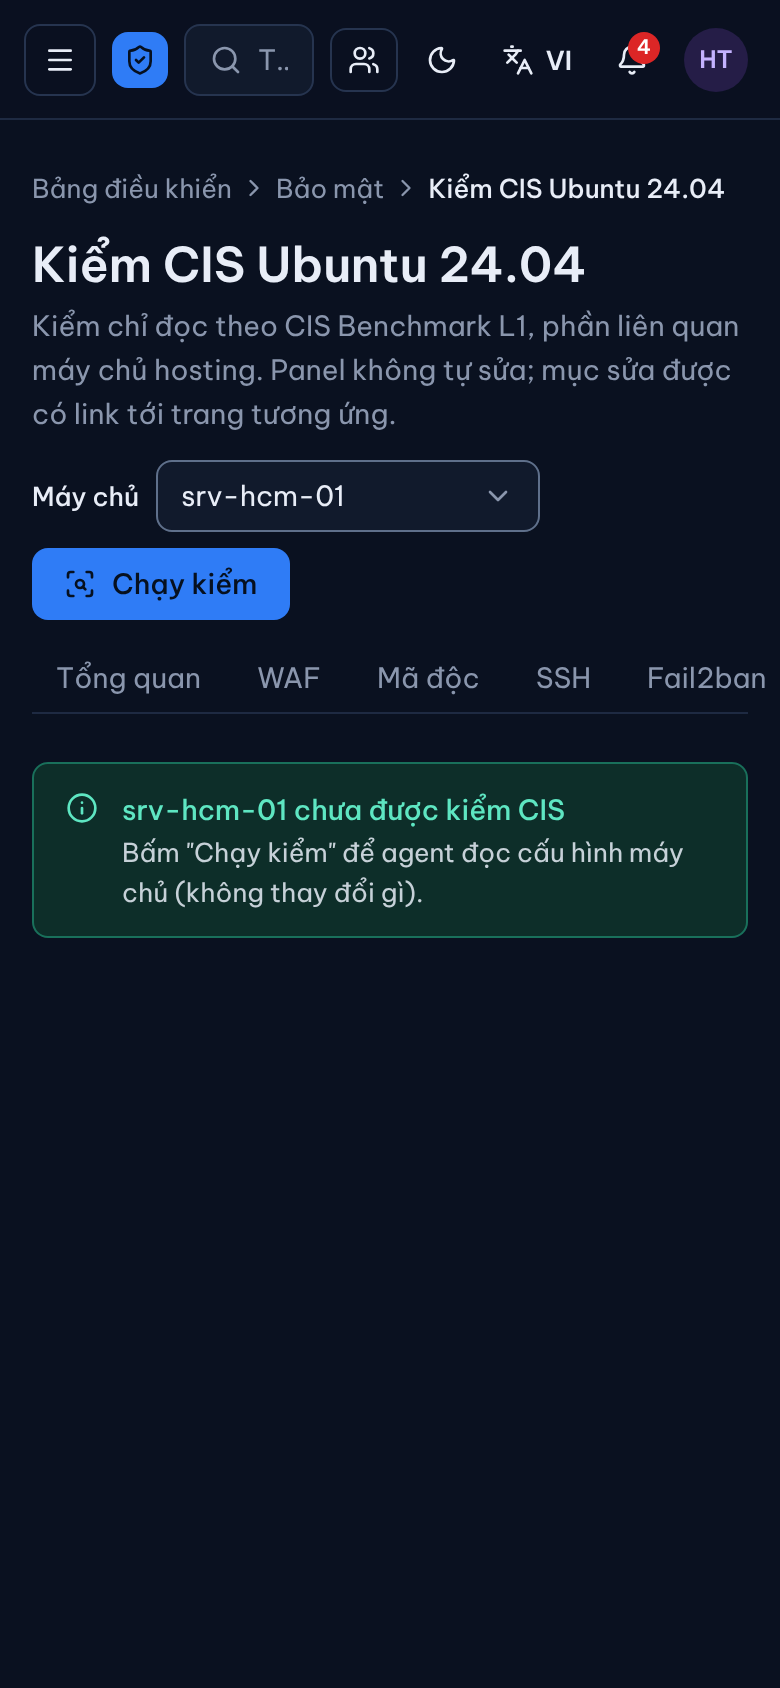 T..
VI
4
HT
Bảng điều khiển > Bảo mật > Kiểm CIS Ubuntu 24.04
Kiểm CIS Ubuntu 24.04
Kiểm chỉ đọc theo CIS Benchmark L1, phần liên quan
máy chủ hosting. Panel không tự sửa; mục sửa được
có link tới trang tương ứng.
Máy chủ srv-hcm-01
Chạy kiểm
Tổng quan WAF Mã độc SSH Fail2ban
srv-hcm-01 chưa được kiểm CIS
Bấm "Chạy kiểm" để agent đọc cấu hình máy
chủ (không thay đổi gì).